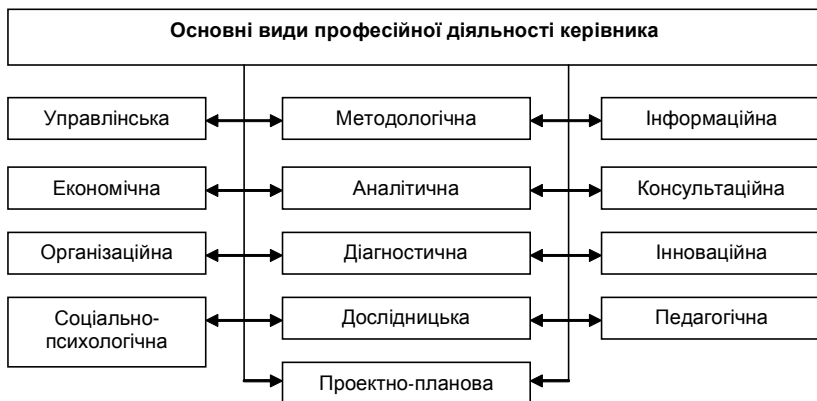 Основні види професійної діяльності керівника
Управлінська
Методологічна
Інформаційна
Економічна
Аналітична
Консультаційна
Організаційна
Діагностична
Інноваційна
Соціально-
психологічна
Дослідницька
Педагогічна
Проектно-планова